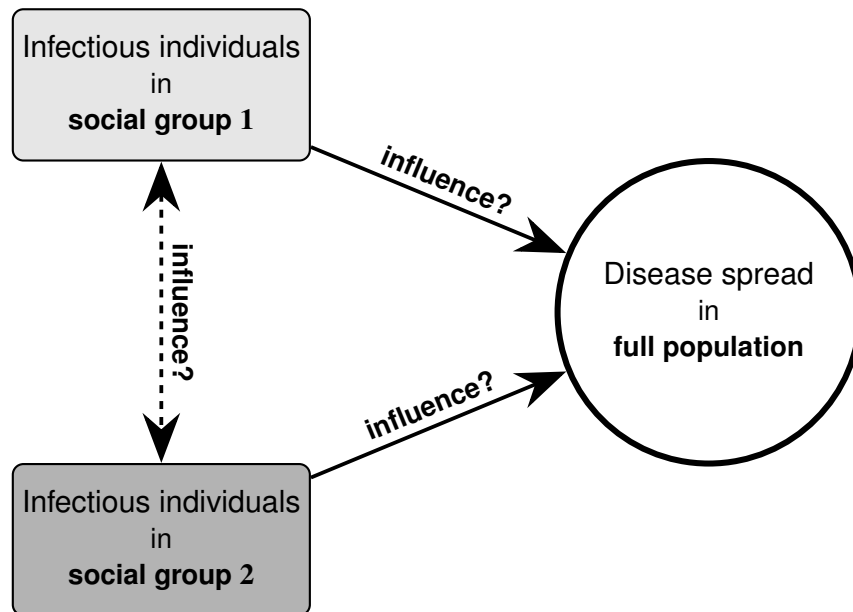 Infectious individuals
in
social group 1
influence?
influence?
Disease spread
in
full population
influence?
Infectious individuals
in
social group 2